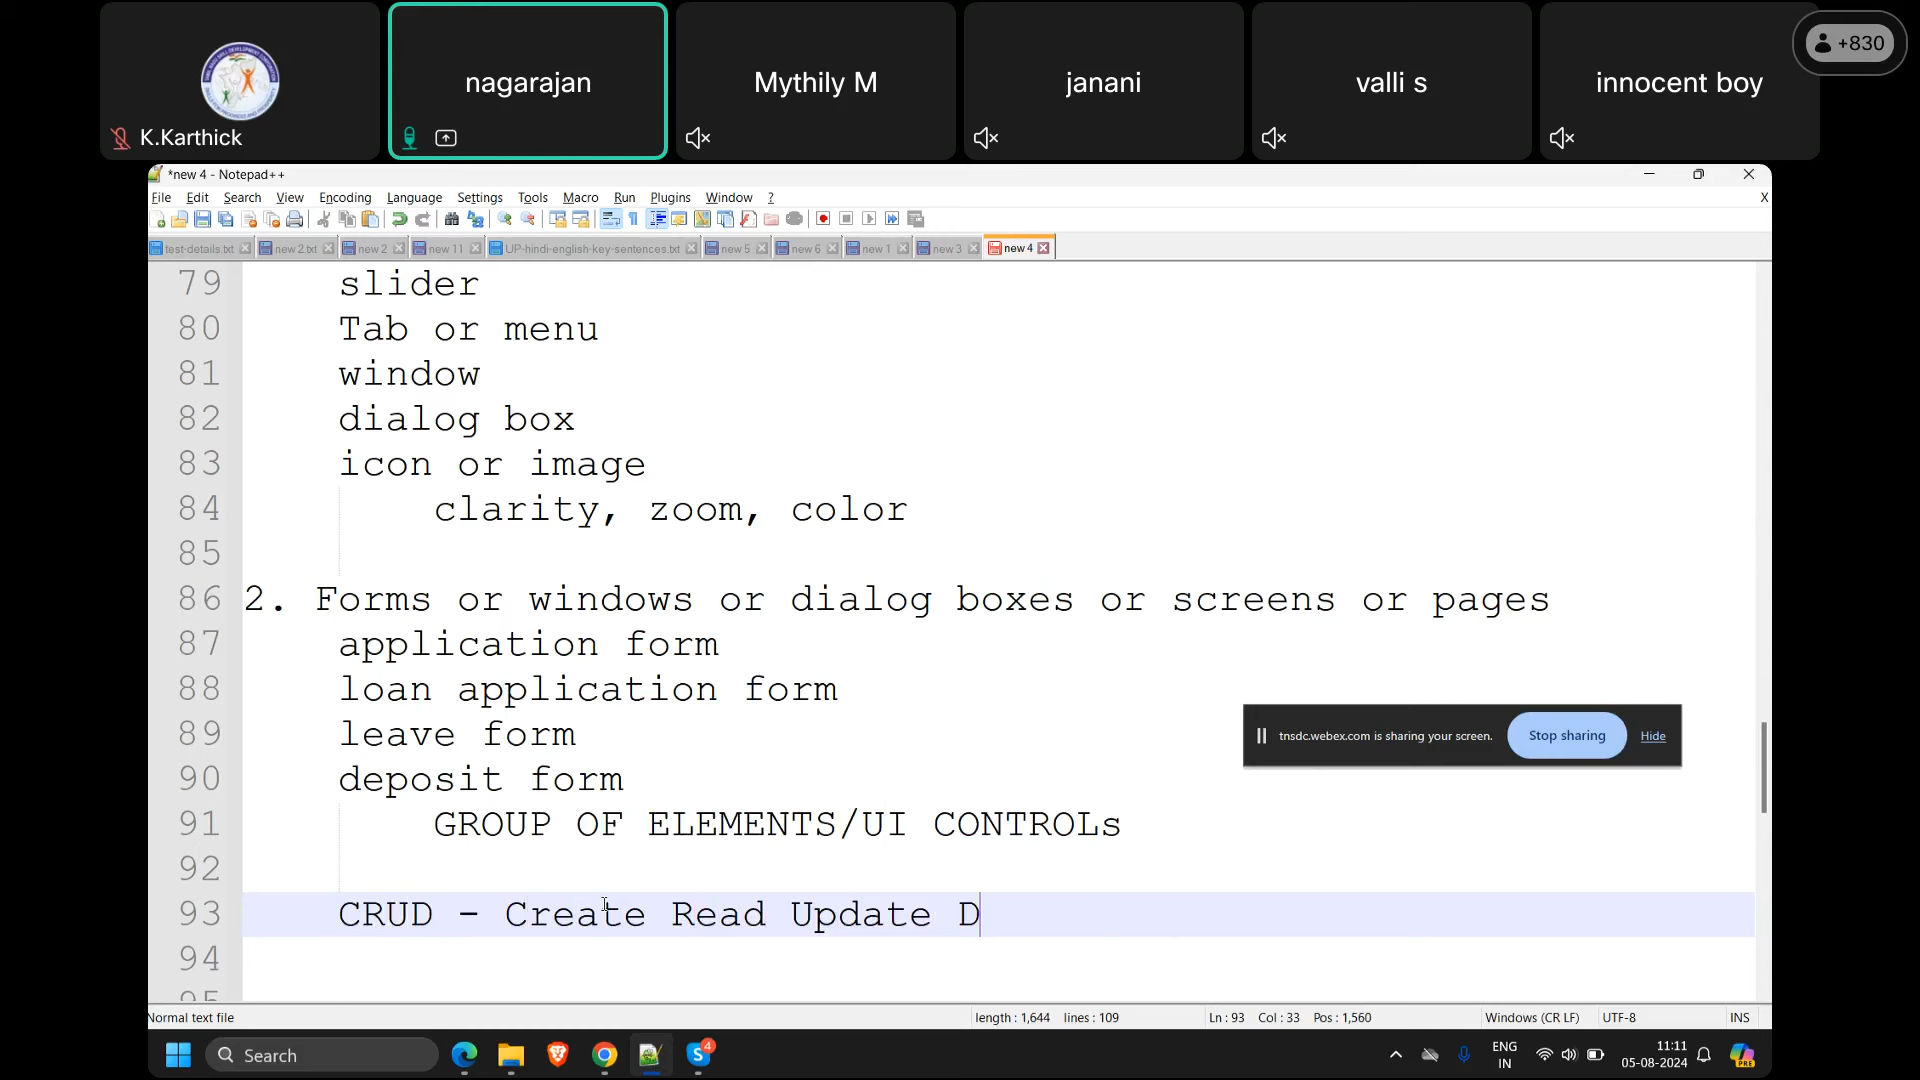 nagarajan
Mythily M
janani
valli s
innocent boy
+830
K.Karthick
*new 4 - Notepad++
File Edit Search View Encoding Language Settings Tools Macro Run Plugins Window ?
X
test-details.txt new 2.txt new 2 new 11 UP-hindi-english-key-sentences.txt new 5 new 6 new 1 new 3 new 4
79 slider
80 Tab or menu
81 window
82 dialog box
83 icon or image
84 clarity, zoom, color
85
86 2. Forms or windows or dialog boxes or screens or pages
87 application form
88 loan application form
89 leave form
90 deposit form
91 GROUP OF ELEMENTS/UI CONTROLs
92
93 CRUD - Create Read Update D
94
95
tnsdc.webex.com is sharing your screen. Stop sharing Hide
Normal text file length : 1,644 lines : 109 Ln : 93 Col : 33 Pos : 1,560 Windows (CR LF) UTF-8 INS
Search
S 4
ENG
IN
11:11
05-08-2024
PRE